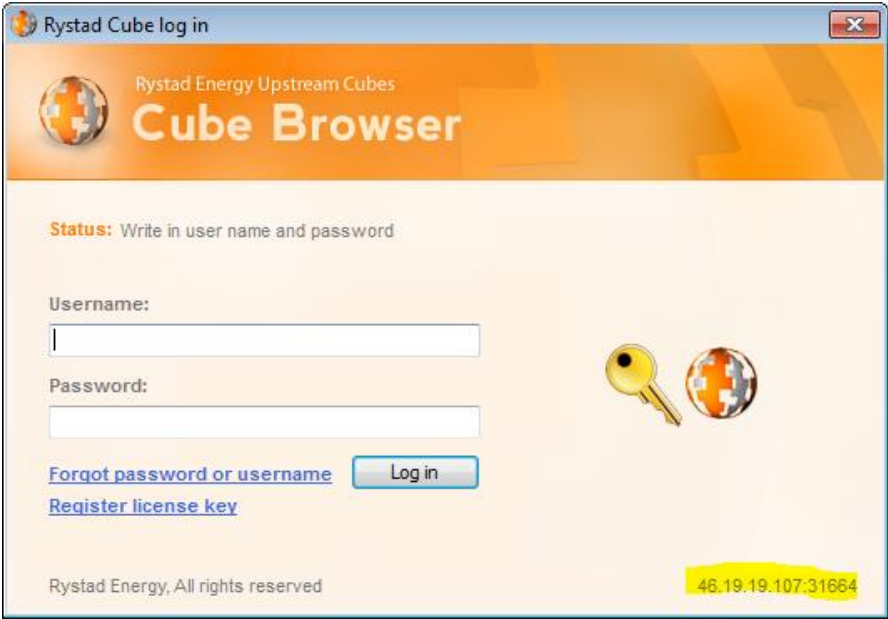 Rystad Cube log in
Rystad Energy Upstream Cubes
Cube Browser
Status: Write in user name and password
Username:
Password:
Forgot password or username
Log in
Register license key
Rystad Energy, All rights reserved
46.19.19.107:31664